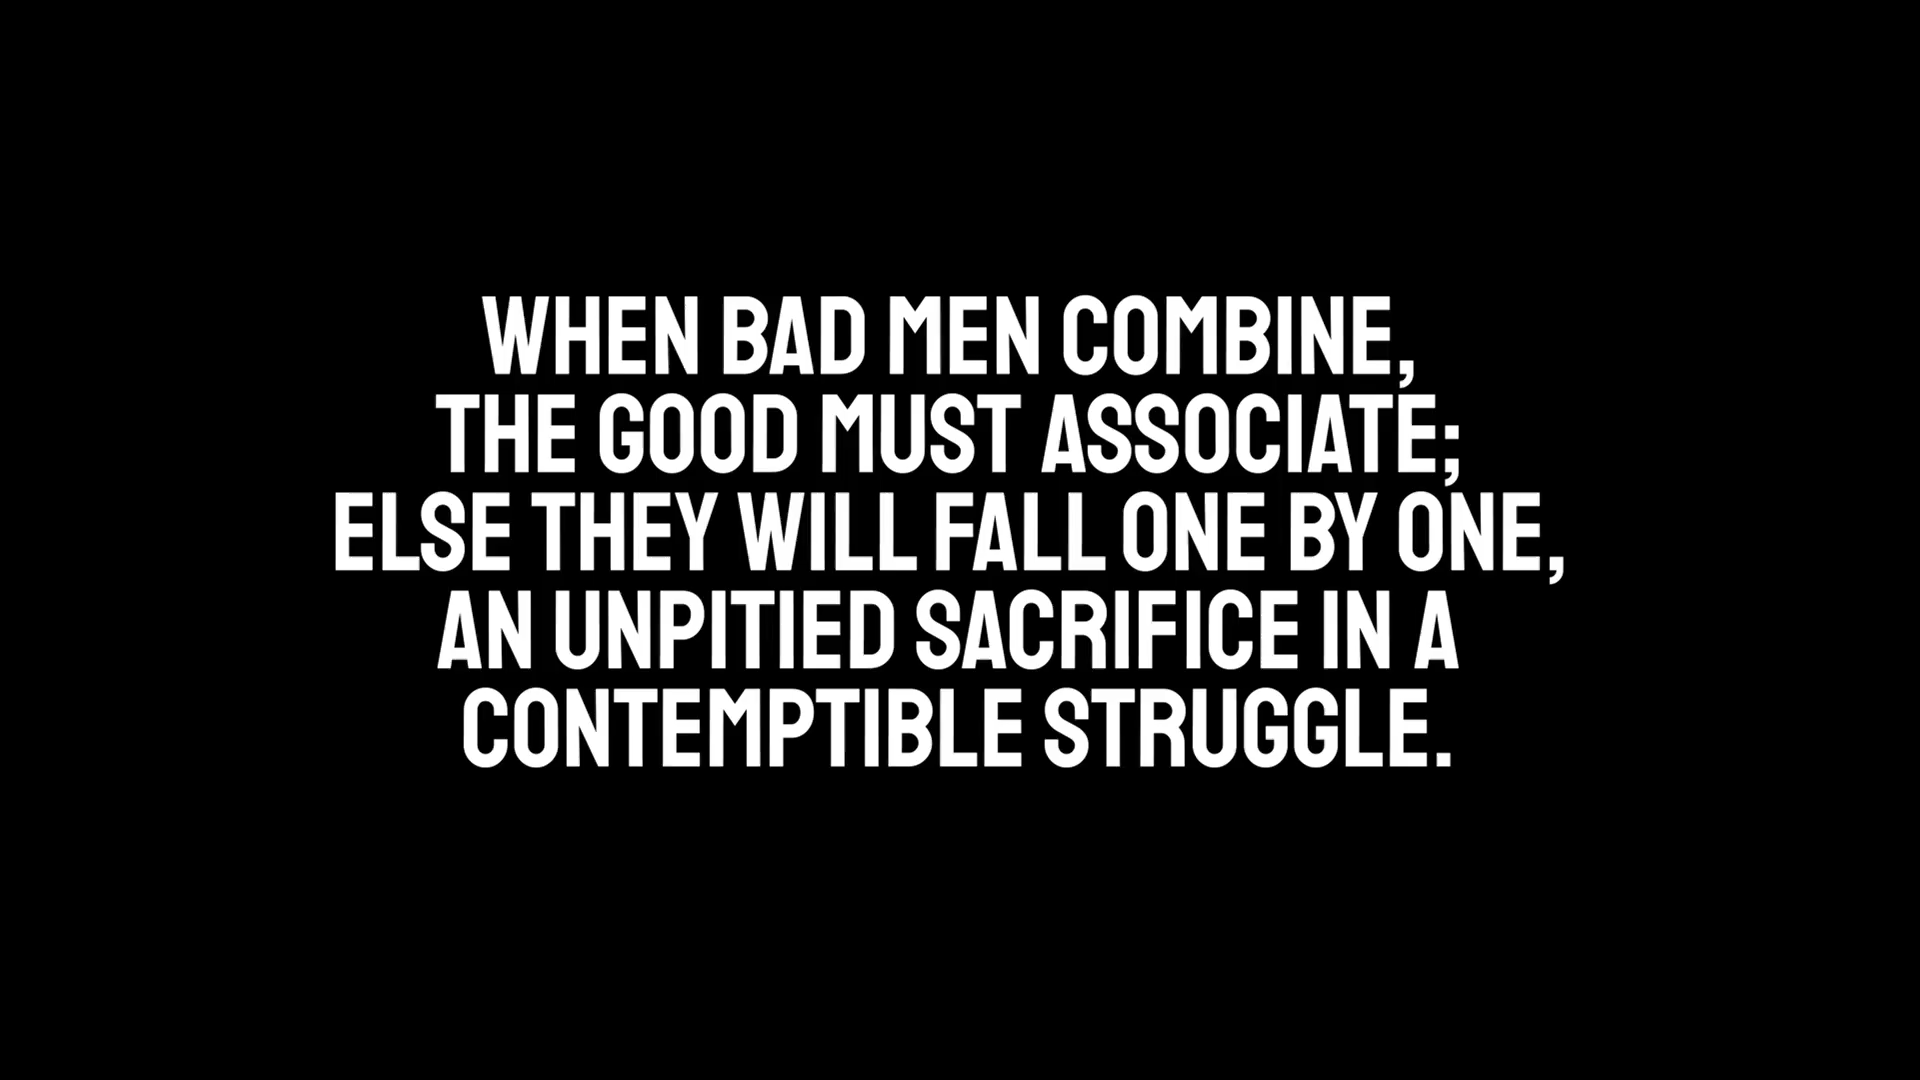 WHEN BAD MEN COMBINE,
THE GOOD MUST ASSOCIATE;
ELSE THEY WILL FALL ONE BY ONE,
AN UNPITIED SACRIFICE IN A
CONTEMPTIBLE STRUGGLE.